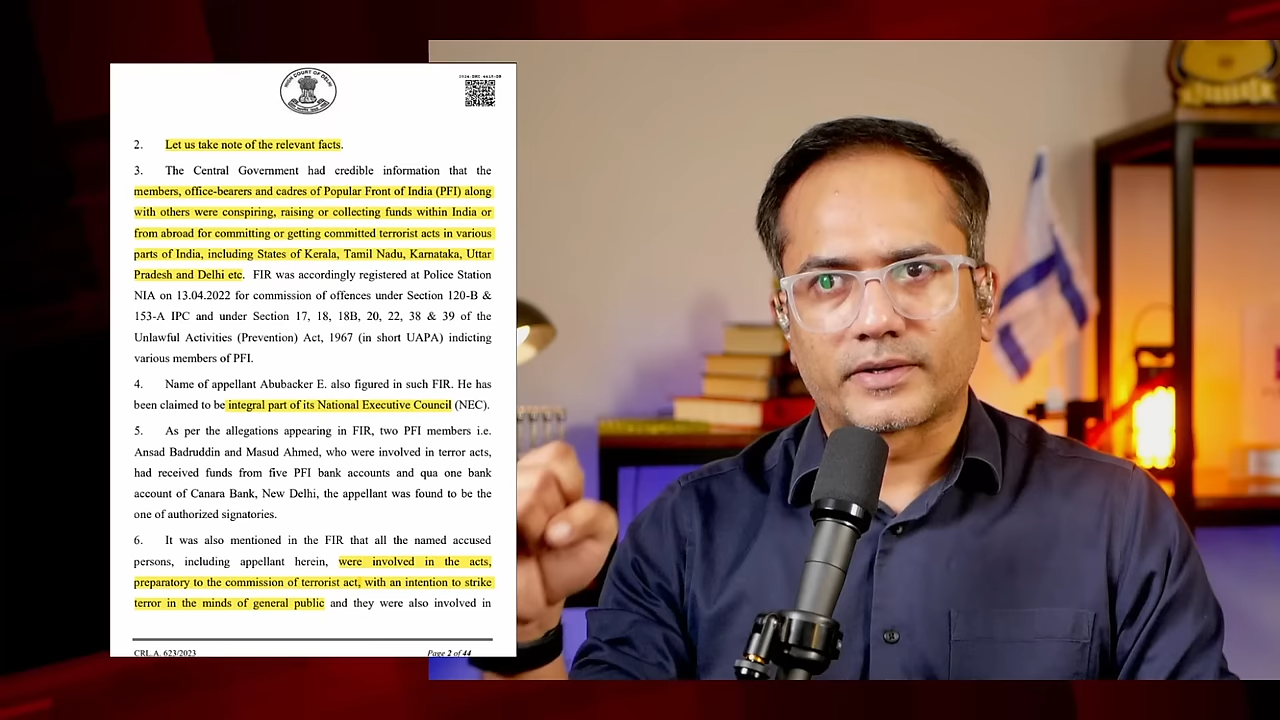 HIGH COURT OF DELHI
2. Let us take note of the relevant facts.
3. The Central Government had credible information that the
members, office-bearers and cadres of Popular Front of India (PFI) along
with others were conspiring, raising or collecting funds within India or
from abroad for committing or getting committed terrorist acts in various
parts of India, including States of Kerala, Tamil Nadu, Karnataka, Uttar
Pradesh and Delhi etc. FIR was accordingly registered at Police Station
NIA on 13.04.2022 for commission of offences under Section 120-B &
153-A IPC and under Section 17, 18, 18B, 20, 22, 38 & 39 of the
Unlawful Activities (Prevention) Act, 1967 (in short UAPA) indicting
various members of PFI.
4. Name of appellant Abubacker E. also figured in such FIR. He has
been claimed to be integral part of its National Executive Council (NEC).
5. As per the allegations appearing in FIR, two PFI members i.e.
Ansad Badruddin and Masud Ahmed, who were involved in terror acts,
had received funds from five PFI bank accounts and qua one bank
account of Canara Bank, New Delhi, the appellant was found to be the
one of authorized signatories.
6. It was also mentioned in the FIR that all the named accused
persons, including appellant herein, were involved in the acts,
preparatory to the commission of terrorist act, with an intention to strike
terror in the minds of general public and they were also involved in
CRL.A. 623/2023 Page 2 of 44